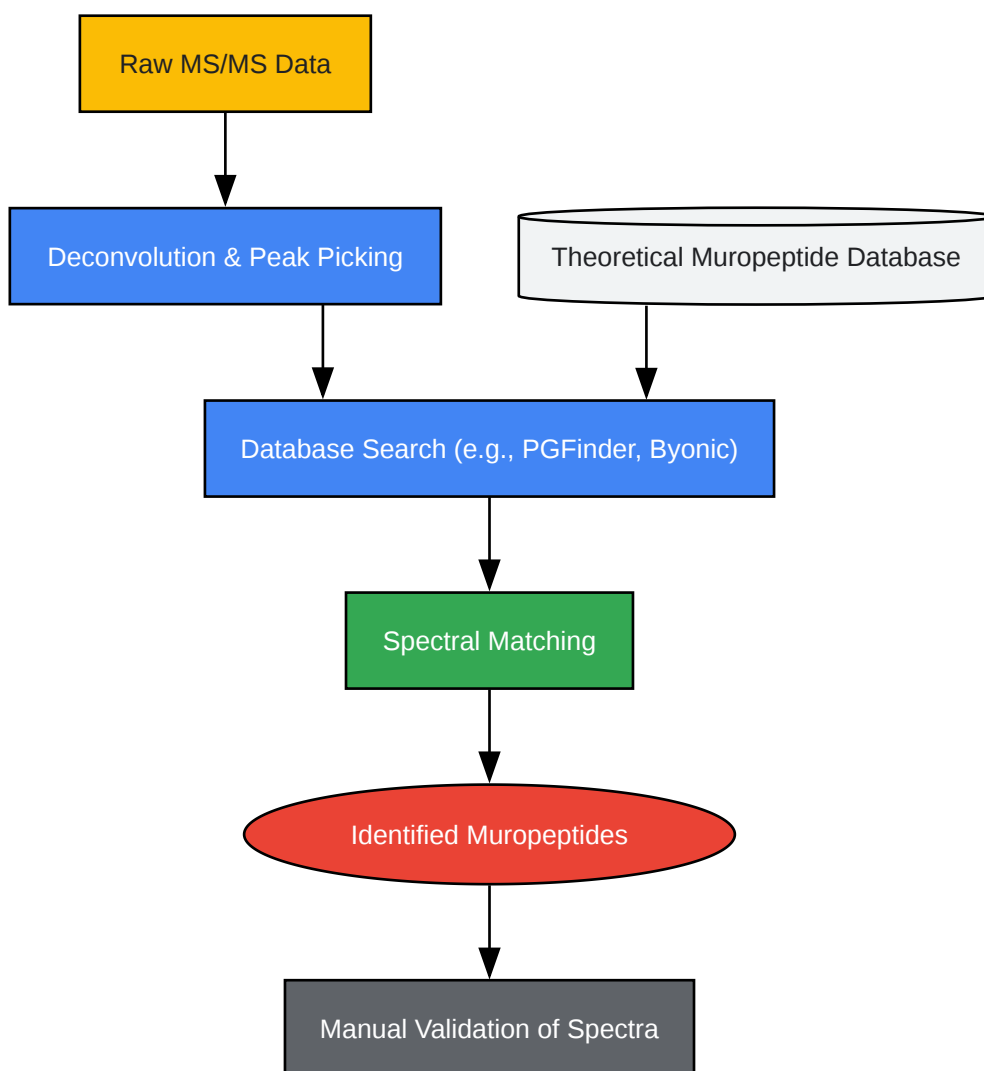 Raw MS/MS Data
Deconvolution & Peak Picking
Theoretical Muropeptide Database
Database Search (e.g., PGFinder, Byonic)
Spectral Matching
Identified Muropeptides
Manual Validation of Spectra